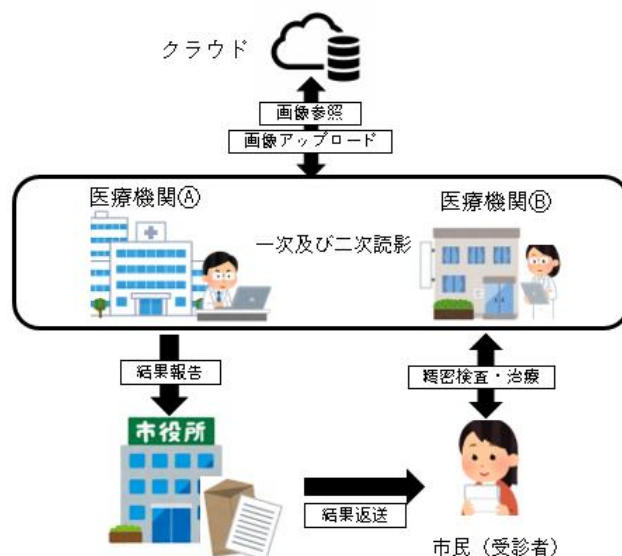 クラウド
画像参照
画像アップロード
医療機関Ⓐ
医療機関Ⓑ
一次及び二次読影
結果報告
精密検査・治療
市役所
結果返送
市民（受診者）